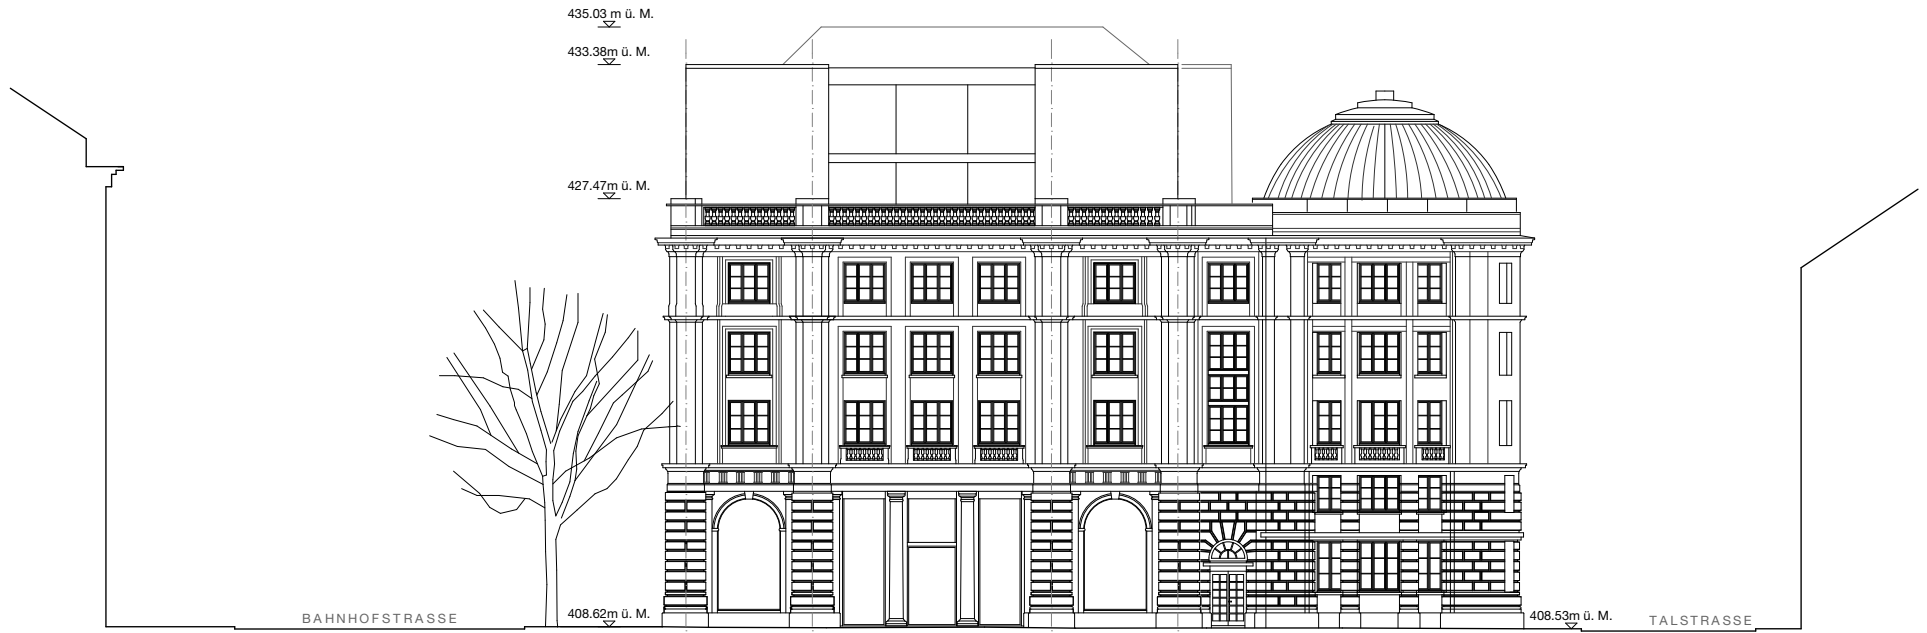 435.03 m ü. M.
433.38m ü. M.
427.47m ü. M.
408.62m ü. M.
408.53m ü. M.
BAHNHOFSTRASSE
TALSTRASSE